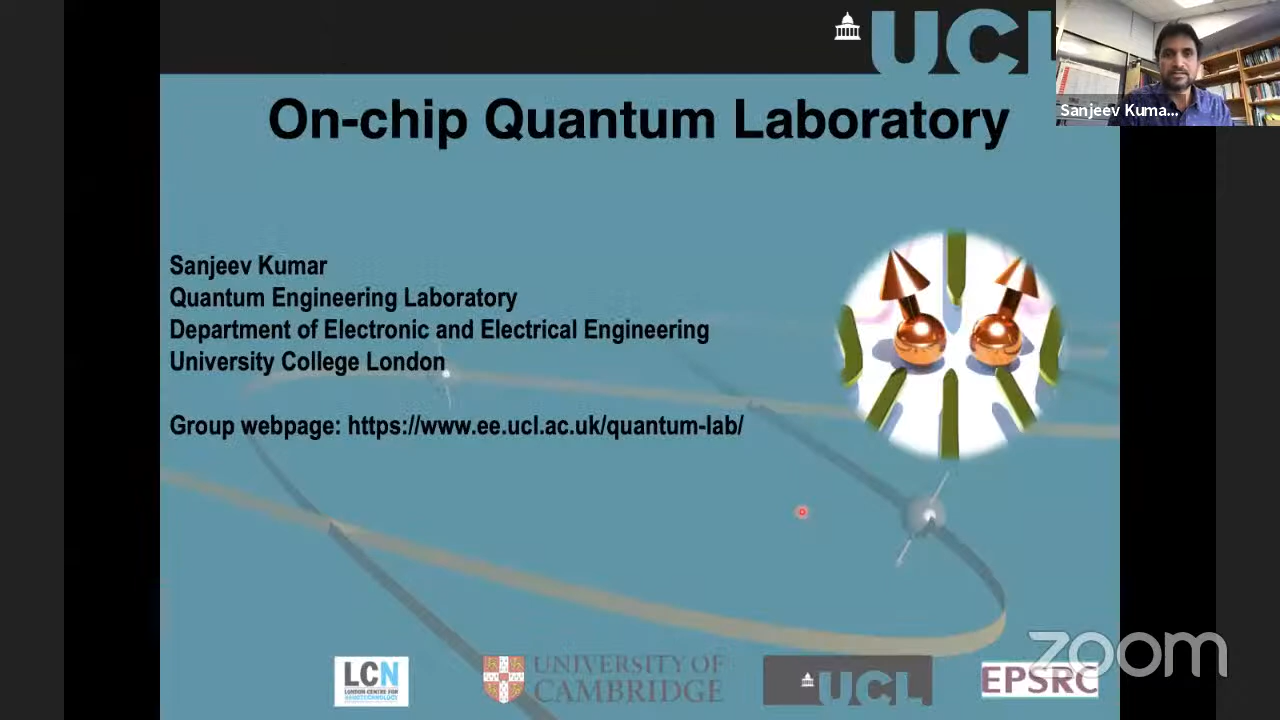 UCL
Sanjeev Kuma...
On-chip Quantum Laboratory
Sanjeev Kumar
Quantum Engineering Laboratory
Department of Electronic and Electrical Engineering
University College London
Group webpage: https://www.ee.ucl.ac.uk/quantum-lab/
LCN
LONDON CENTRE FOR
NANOTECHNOLOGY
UNIVERSITY OF
CAMBRIDGE
UCL
EPSRC
zoom